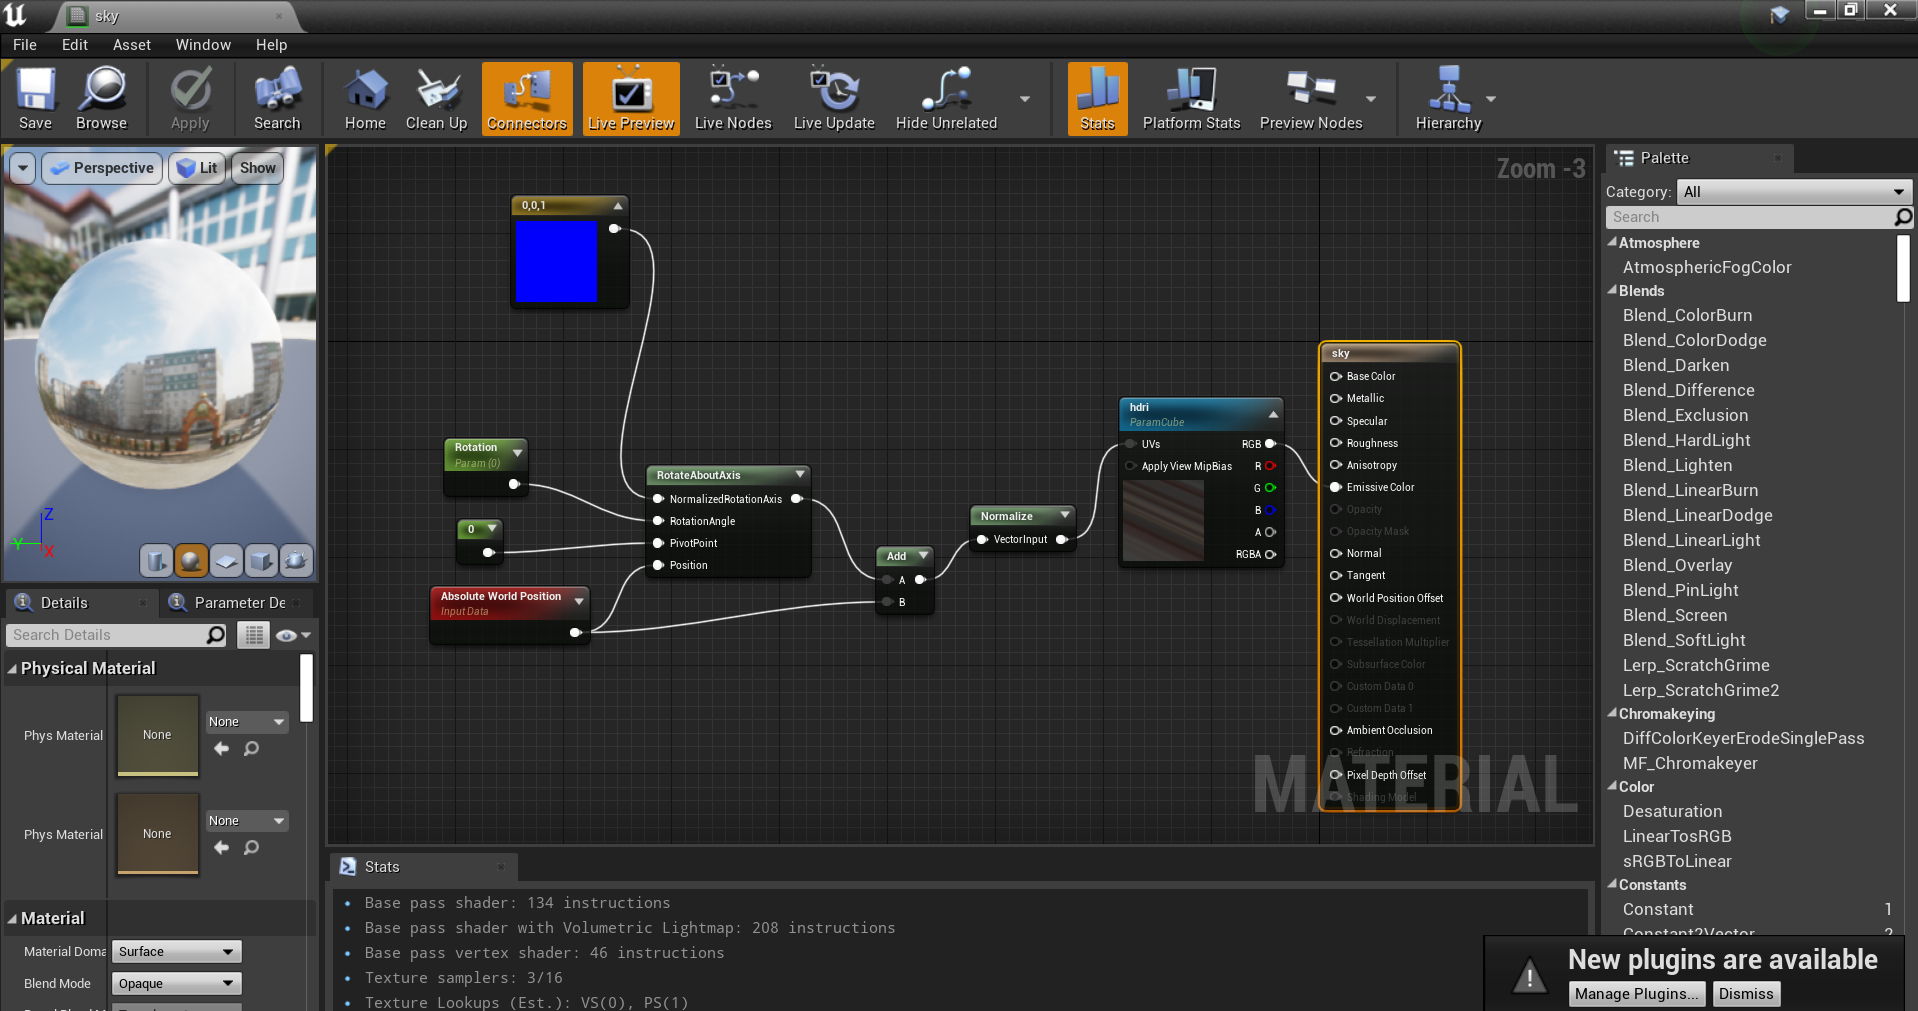 sky
File Edit Asset Window Help
Save Browse Apply Search Home Clean Up Connectors Live Preview Live Nodes Live Update Hide Unrelated Stats Platform Stats Preview Nodes Hierarchy
Perspective Lit Show
Z
Y
X
Zoom -3
0,0,1
Rotation
Param (0)
0
Absolute World Position
Input Data
RotateAboutAxis
NormalizedRotationAxis
RotationAngle
PivotPoint
Position
Add
A
B
Normalize
VectorInput
hdri
ParamCube
UVs RGB
Apply View MipBias R
G
B
A
RGBA
sky
Base Color
Metallic
Specular
Roughness
Anisotropy
Emissive Color
Opacity
Opacity Mask
Normal
Tangent
World Position Offset
World Displacement
Tessellation Multiplier
Subsurface Color
Custom Data 0
Custom Data 1
Ambient Occlusion
Refraction
Pixel Depth Offset
Shading Model
MATERIAL
Details Parameter De
Search Details
Physical Material
Phys Material None None
Phys Material None None
Material
Material Doma Surface
Blend Mode Opaque
Stats
Base pass shader: 134 instructions
Base pass shader with Volumetric Lightmap: 208 instructions
Base pass vertex shader: 46 instructions
Texture samplers: 3/16
Texture Lookups (Est.): VS(0), PS(1)
Palette
Category: All
Search
Atmosphere
AtmosphericFogColor
Blends
Blend_ColorBurn
Blend_ColorDodge
Blend_Darken
Blend_Difference
Blend_Exclusion
Blend_HardLight
Blend_Lighten
Blend_LinearBurn
Blend_LinearDodge
Blend_LinearLight
Blend_Overlay
Blend_PinLight
Blend_Screen
Blend_SoftLight
Lerp_ScratchGrime
Lerp_ScratchGrime2
Chromakeying
DiffColorKeyerErodeSinglePass
MF_Chromakeyer
Color
Desaturation
LinearTosRGB
sRGBToLinear
Constants
Constant 1
Constant2Vector 2
New plugins are available
Manage Plugins... Dismiss